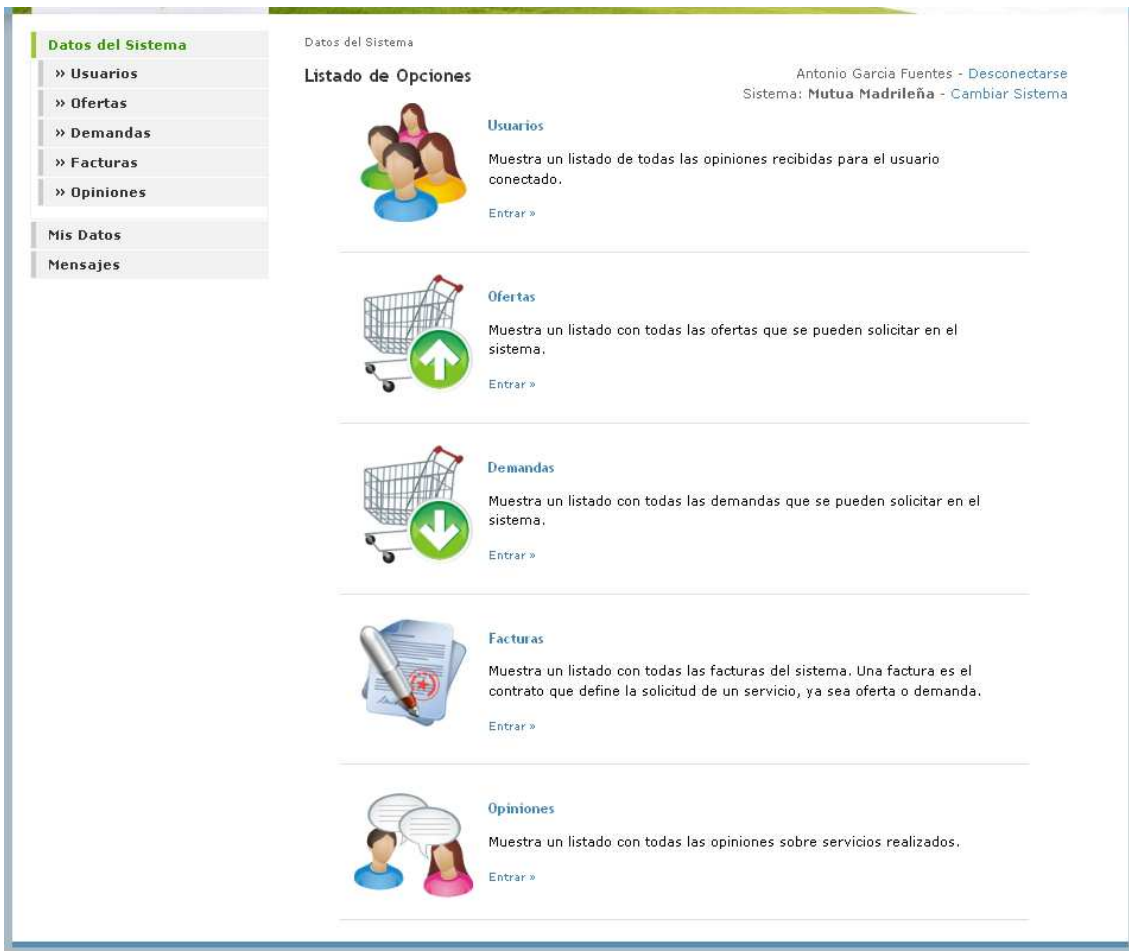 Datos del Sistema
» Usuarios
» Ofertas
» Demandas
» Facturas
» Opiniones
Mis Datos
Mensajes
Datos del Sistema
Listado de Opciones
Antonio Garcia Fuentes - Desconectarse
Sistema: Mutua Madrileña - Cambiar Sistema
Usuarios
Muestra un listado de todas las opiniones recibidas para el usuario
conectado.
Entrar »
Ofertas
Muestra un listado con todas las ofertas que se pueden solicitar en el
sistema.
Entrar »
Demandas
Muestra un listado con todas las demandas que se pueden solicitar en el
sistema.
Entrar »
Facturas
Muestra un listado con todas las facturas del sistema. Una factura es el
contrato que define la solicitud de un servicio, ya sea oferta o demanda.
Entrar »
Opiniones
Muestra un listado con todas las opiniones sobre servicios realizados.
Entrar »